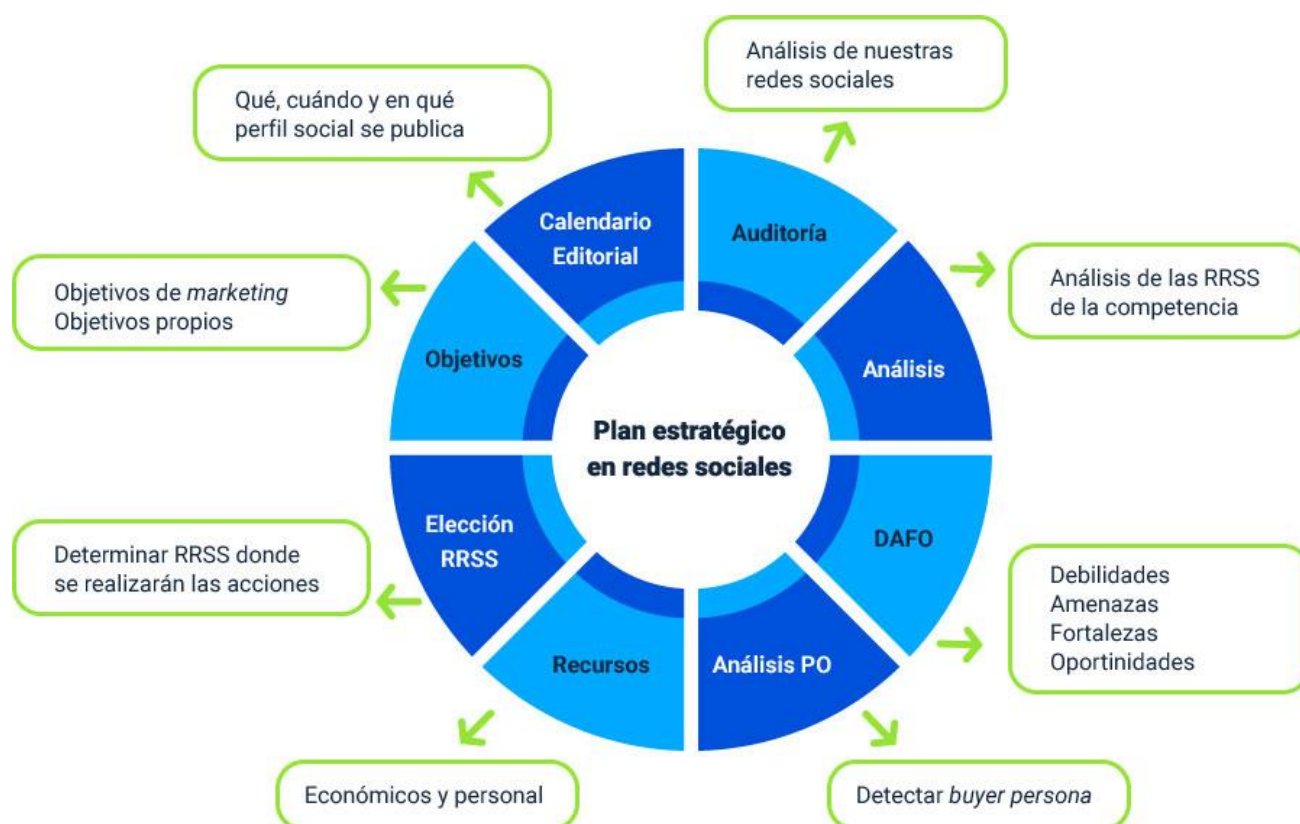 Análisis de nuestras
redes sociales
Qué, cuándo y en qué
perfil social se publica
Calendario
Editorial
Auditoría
Análisis de las RRSS
de la competencia
Objetivos de marketing
Objetivos propios
Objetivos
Análisis
Plan estratégico
en redes sociales
Elección
RRSS
DAFO
Determinar RRSS donde
se realizarán las acciones
Debilidades
Amenazas
Fortalezas
Oportinidades
Recursos
Análisis PO
Económicos y personal
Detectar buyer persona